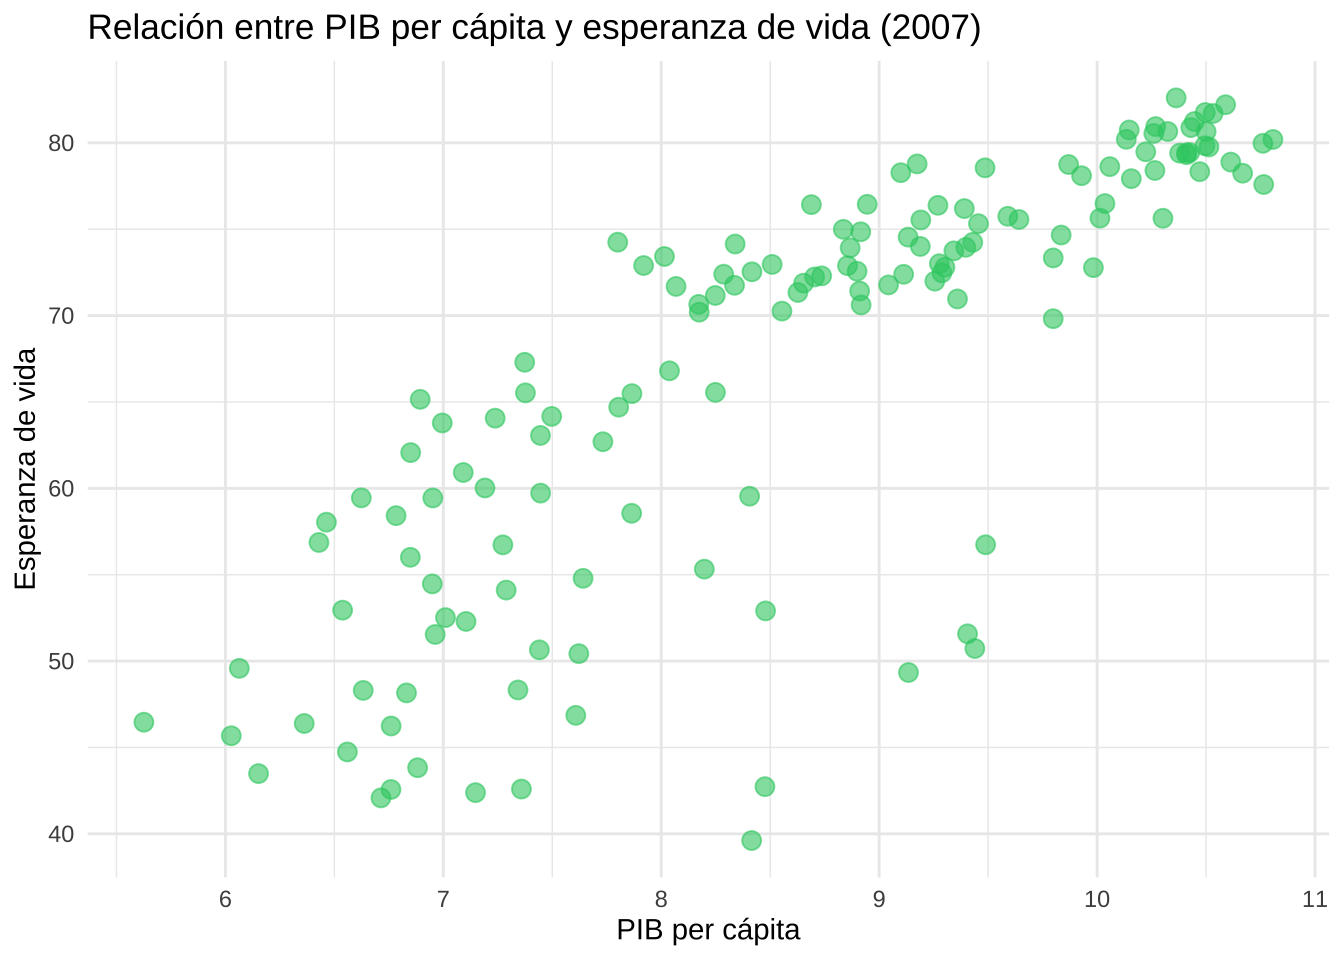 Relación entre PIB per cápita y esperanza de vida (2007)
80
70
60
50
40
Esperanza de vida
6 7 8 9 10 11
PIB per cápita